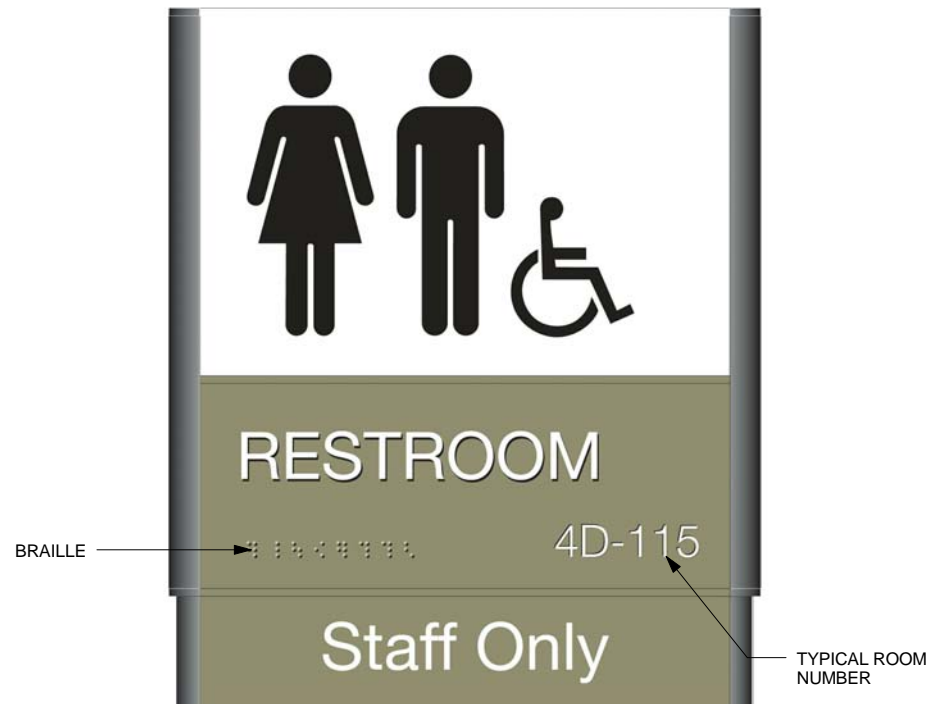 RESTROOM
BRAILLE
4D-115
Staff Only
TYPICAL ROOM
NUMBER